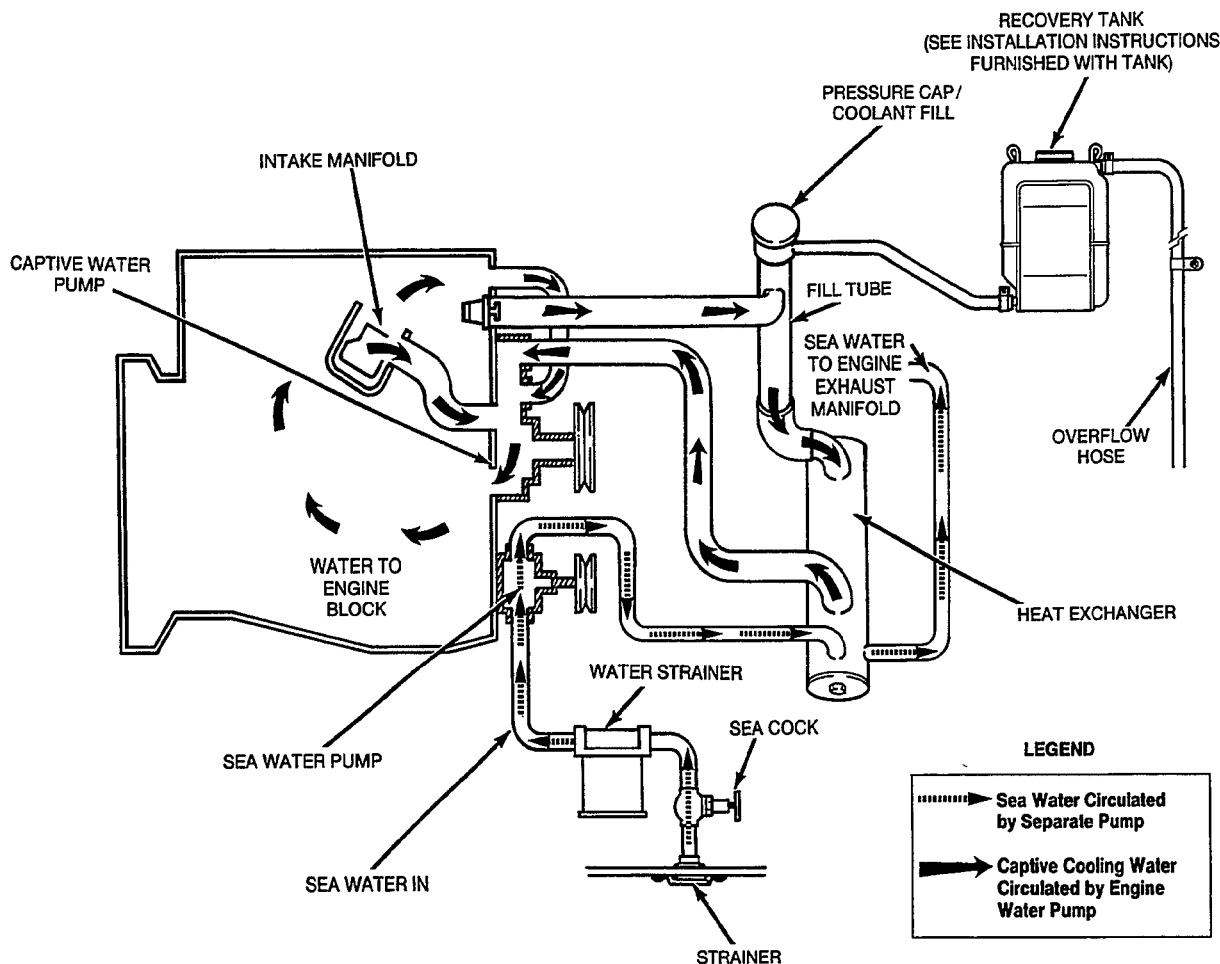 RECOVERY TANK
(SEE INSTALLATION INSTRUCTIONS
FURNISHED WITH TANK)
PRESSURE CAP/
COOLANT FILL
INTAKE MANIFOLD
CAPTIVE WATER
PUMP
FILL TUBE
SEA WATER
TO ENGINE
EXHAUST
MANIFOLD
OVERFLOW
HOSE
WATER TO
ENGINE
BLOCK
HEAT EXCHANGER
WATER STRAINER
SEA COCK
SEA WATER PUMP
SEA WATER IN
STRAINER
LEGEND
Sea Water Circulated
by Separate Pump
Captive Cooling Water
Circulated by Engine
Water Pump